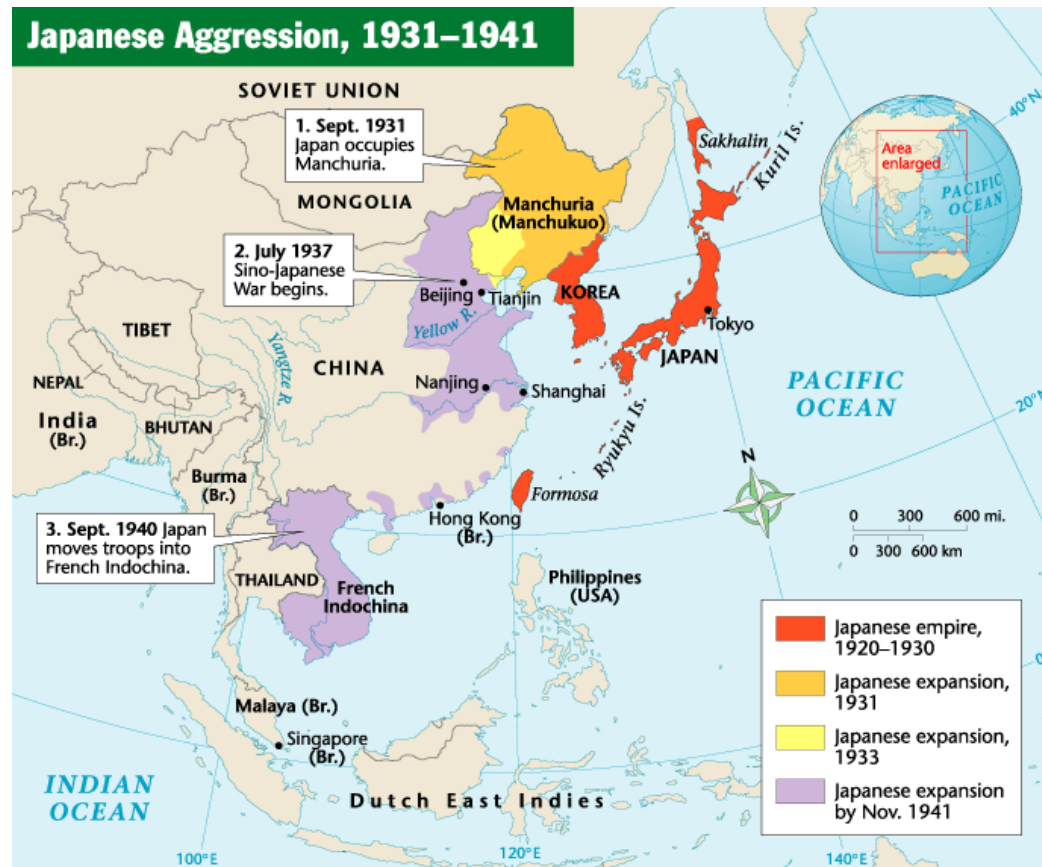 Japanese Aggression, 1931–1941
SOVIET UNION
1. Sept. 1931
Japan occupies
Manchuria.
Sakhalin
Kuril Is.
40°N
Area
enlarged
PACIFIC
OCEAN
MONGOLIA
Manchuria
(Manchukuo)
2. July 1937
Sino-Japanese
War begins.
Beijing
Tianjin
KOREA
Yellow R.
Tokyo
JAPAN
TIBET
Yangtze R.
CHINA
NEPAL
Nanjing
Shanghai
PACIFIC
OCEAN
20°N
India
(Br.)
BHUTAN
Ryukyu Is.
Burma
(Br.)
N
Formosa
Hong Kong
(Br.)
0 300 600 mi.
0 300 600 km
3. Sept. 1940 Japan
moves troops into
French Indochina.
THAILAND
French
Indochina
Philippines
(USA)
Japanese empire,
1920–1930
0°
Japanese expansion,
1931
Malaya (Br.)
Singapore
(Br.)
Japanese expansion,
1933
INDIAN
OCEAN
Dutch East Indies
Japanese expansion
by Nov. 1941
100°E
120°E
140°E